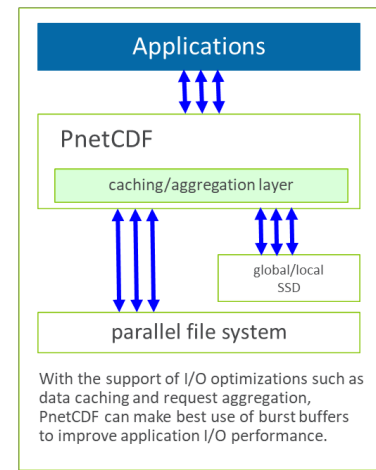 Applications
PnetCDF
caching/aggregation layer
global/local
SSD
parallel file system
With the support of I/O optimizations such as
data caching and request aggregation,
PnetCDF can make best use of burst buffers
to improve application I/O performance.